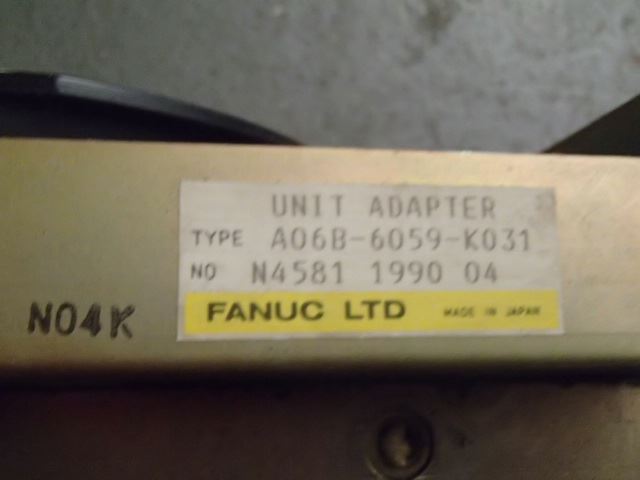 UNIT ADAPTER
TYPE A06B-6059-K031
NO N4581 1990 04
FANUC LTD MADE IN JAPAN
N04K